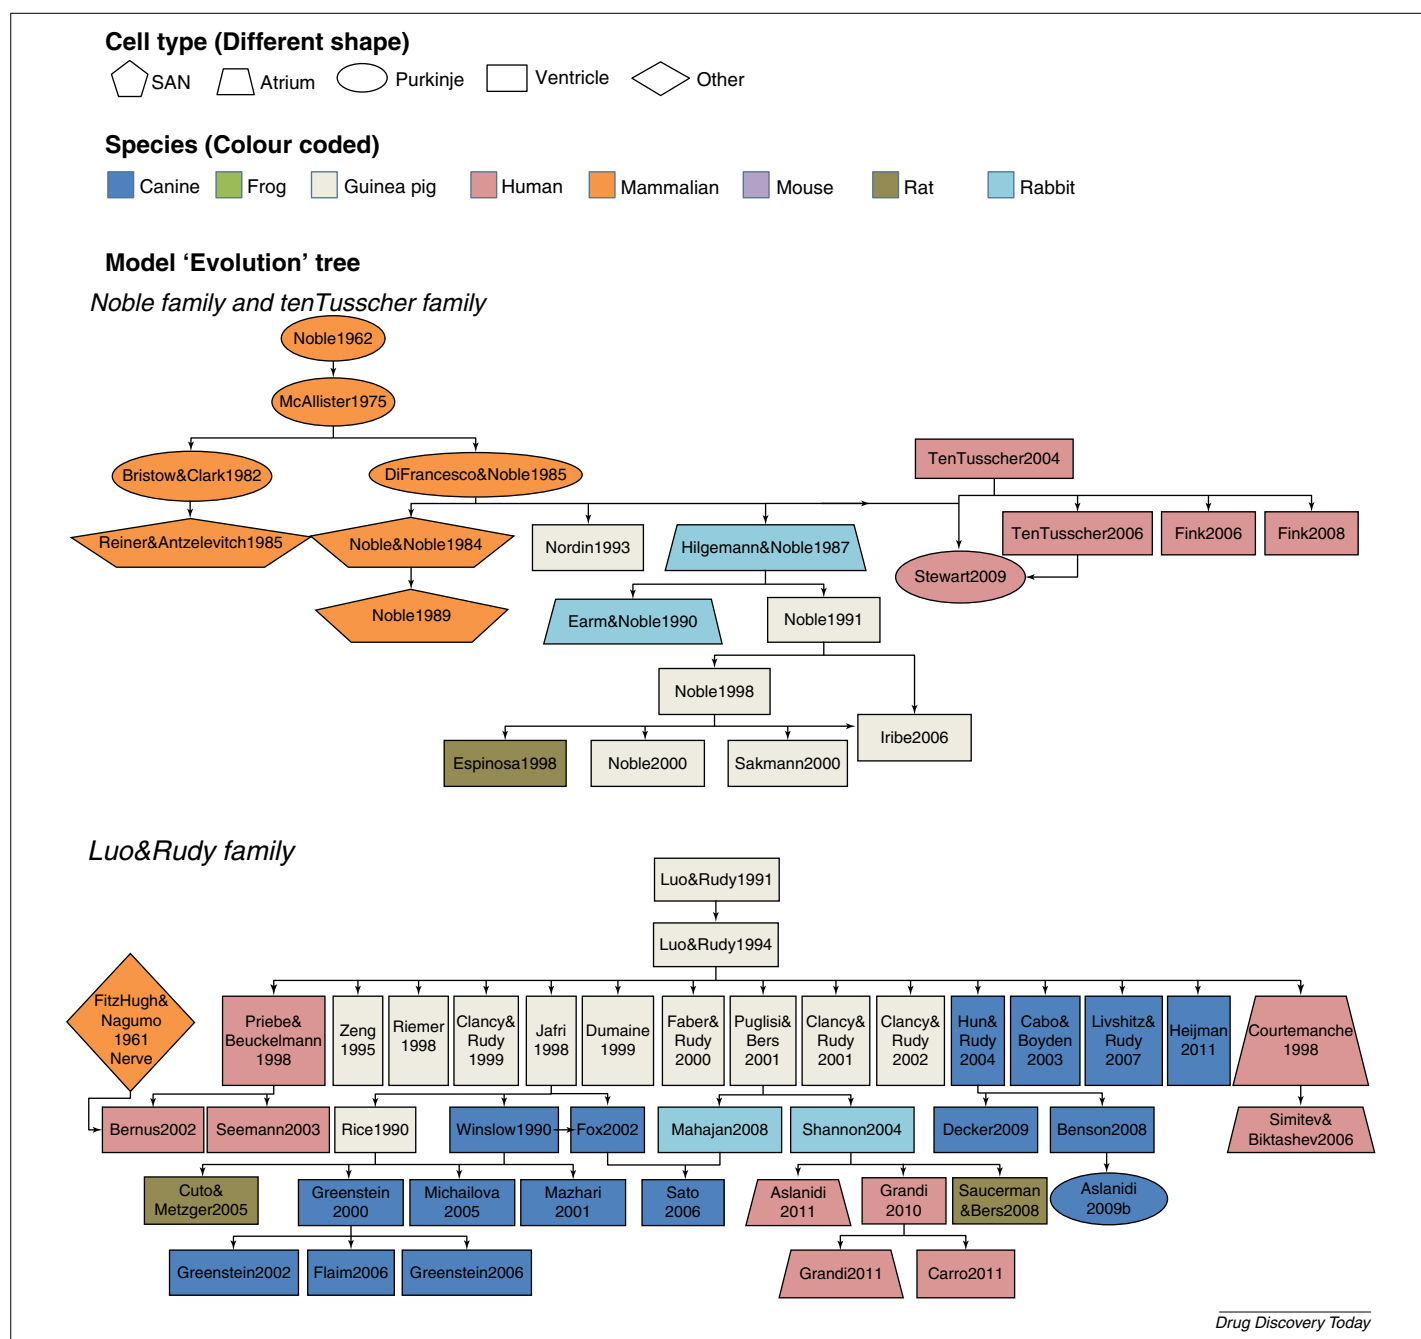 Cell type (Different shape)
SAN
Atrium
Purkinje
Ventricle
Other
Species (Colour coded)
Canine
Frog
Guinea pig
Human
Mammalian
Mouse
Rat
Rabbit
Model ‘Evolution’ tree
Noble family and tenTusscher family
Noble1962
McAllister1975
Bristow&Clark1982
DiFrancesco&Noble1985
TenTusscher2004
Reiner&Antzelevitch1985
Noble&Noble1984
Nordin1993
Hilgemann&Noble1987
TenTusscher2006
Fink2006
Fink2008
Stewart2009
Noble1989
Earm&Noble1990
Noble1991
Noble1998
Iribe2006
Espinosa1998
Noble2000
Sakmann2000
Luo&Rudy family
Luo&Rudy1991
Luo&Rudy1994
FitzHugh&
Nagumo
1961
Nerve
Priebe&
Beuckelmann
1998
Zeng
1995
Riemer
1998
Clancy&
Rudy
1999
Jafri
1998
Dumaine
1999
Faber&
Rudy
2000
Puglisi&
Bers
2001
Clancy&
Rudy
2001
Clancy&
Rudy
2002
Hun&
Rudy
2004
Cabo&
Boyden
2003
Livshitz&
Rudy
2007
Heijman
2011
Courtemanche
1998
Bernus2002
Seemann2003
Rice1990
Winslow1990
Fox2002
Mahajan2008
Shannon2004
Decker2009
Benson2008
Simitev&
Biktashev2006
Cuto&
Metzger2005
Greenstein
2000
Michailova
2005
Mazhari
2001
Sato
2006
Aslanidi
2011
Grandi
2010
Saucerman
&Bers2008
Aslanidi
2009b
Greenstein2002
Flaim2006
Greenstein2006
Grandi2011
Carro2011
Drug Discovery Today